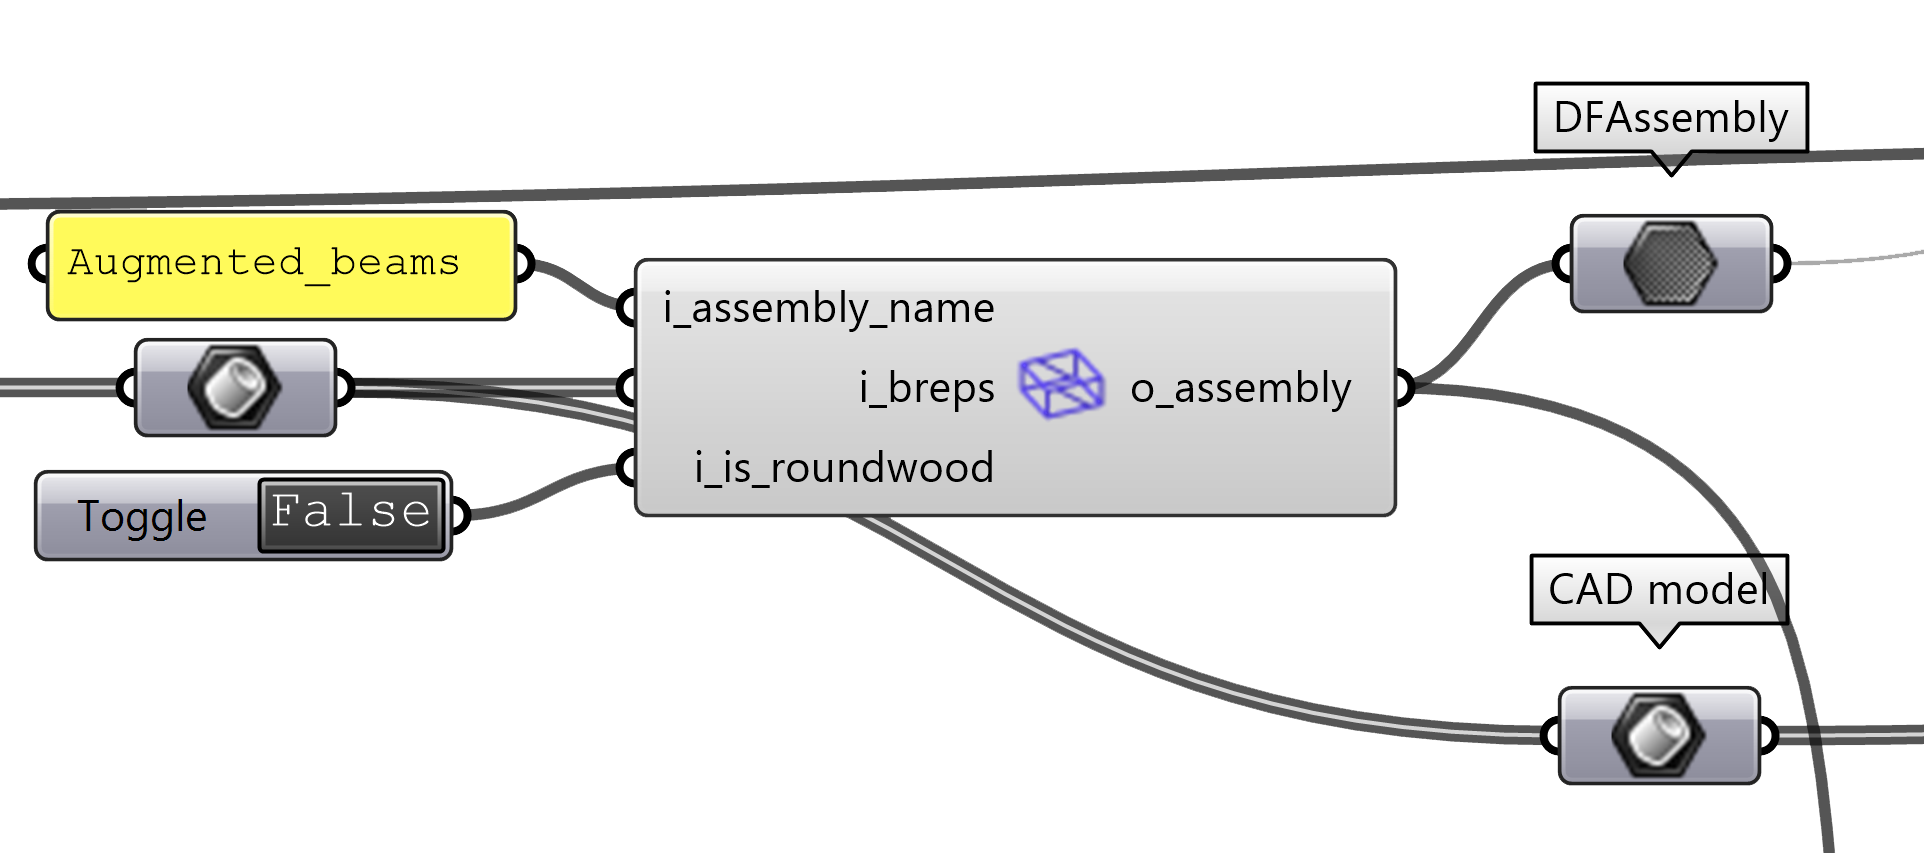 DFAssembly
Augmented_beams
i_assembly_name
i_breps
o_assembly
i_is_roundwood
Toggle
False
CAD model